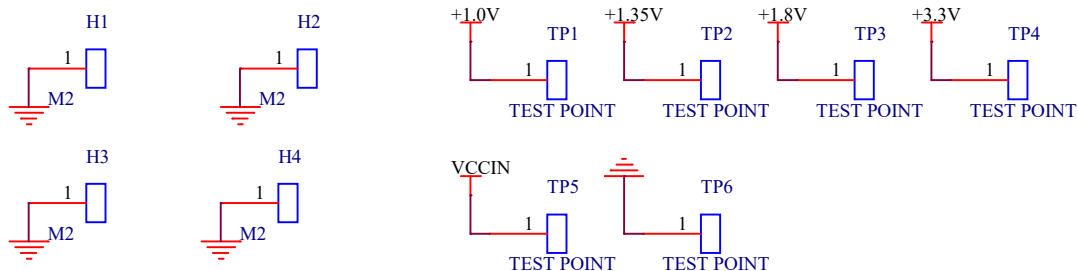 H1
1
M2
H2
1
M2
+1.0V
TP1
1
TEST POINT
+1.35V
TP2
1
TEST POINT
+1.8V
TP3
1
TEST POINT
+3.3V
TP4
1
TEST POINT
H3
1
M2
H4
1
M2
VCCIN
TP5
1
TEST POINT
TP6
1
TEST POINT